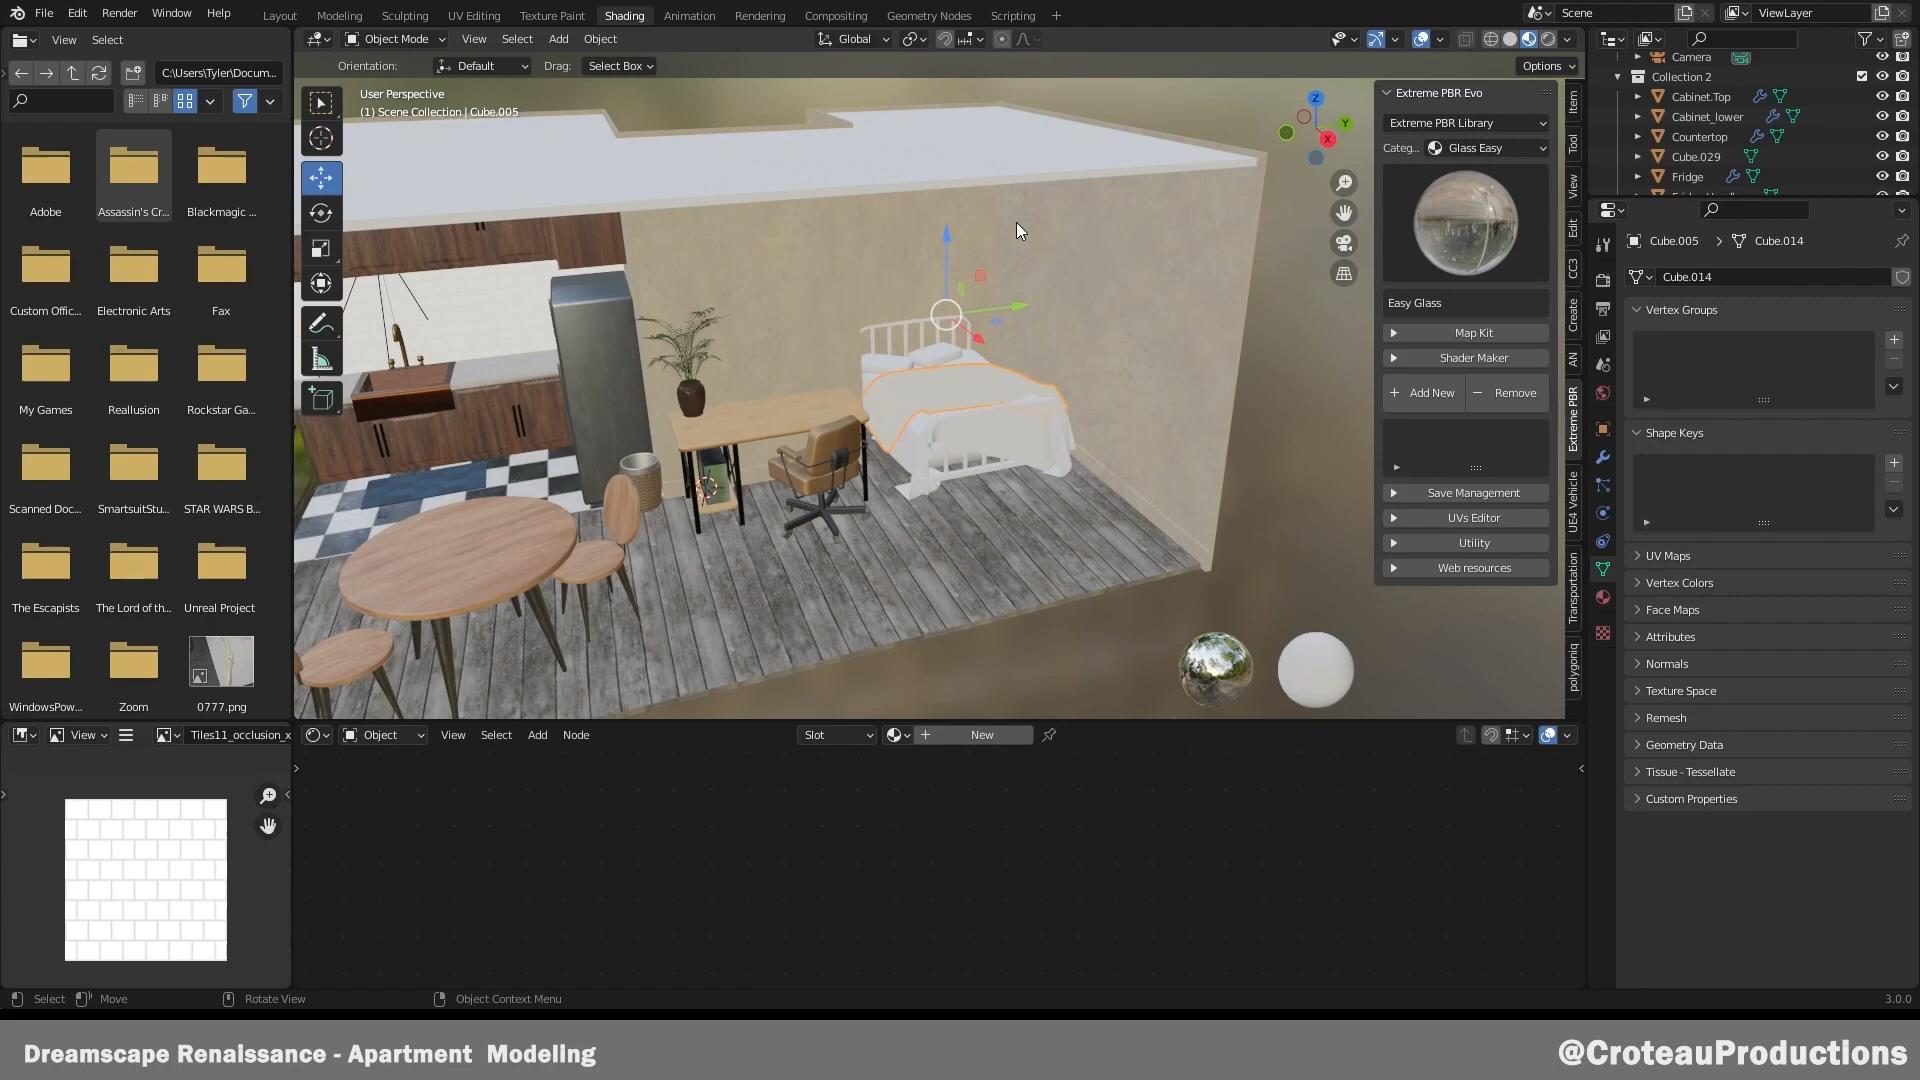 File Edit Render Window Help Layout Modeling Sculpting UV Editing Texture Paint Shading Animation Rendering Compositing Geometry Nodes Scripting + Scene ViewLayer
View Select
Object Mode View Select Add Object Global
C:\Users\Tyler\Docum...
Orientation: Default Drag: Select Box Options
User Perspective
(1) Scene Collection | Cube.005
Adobe Assassin's Cr... Blackmagic ...
Custom Offic... Electronic Arts Fax
My Games Reallusion Rockstar Ga...
Scanned Doc... SmartsuitStu... STAR WARS B...
The Escapists The Lord of th... Unreal Project
WindowsPow... Zoom 0777.png
Z
Y
X
Extreme PBR Evo
Extreme PBR Library
Categ... Glass Easy
Easy Glass
Map Kit
Shader Maker
+ Add New
Remove
Save Management
UVs Editor
Utility
Web resources
Item
Tool
View
Edit
CC3
Create
AN
Extreme PBR
UE4 Vehicle
Transportation
polygoniq
Camera
Collection 2
Cabinet.Top
Cabinet_lower
Countertop
Cube.029
Fridge
Cube.005 > Cube.014
Cube.014
Vertex Groups
Shape Keys
UV Maps
Vertex Colors
Face Maps
Attributes
Normals
Texture Space
Remesh
Geometry Data
Tissue - Tessellate
Custom Properties
View Tiles11_occlusion_x
Object View Select Add Node Slot + New
Select Move Rotate View Object Context Menu 3.0.0
Dreamscape Renaissance - Apartment Modeling
@CroteauProductions